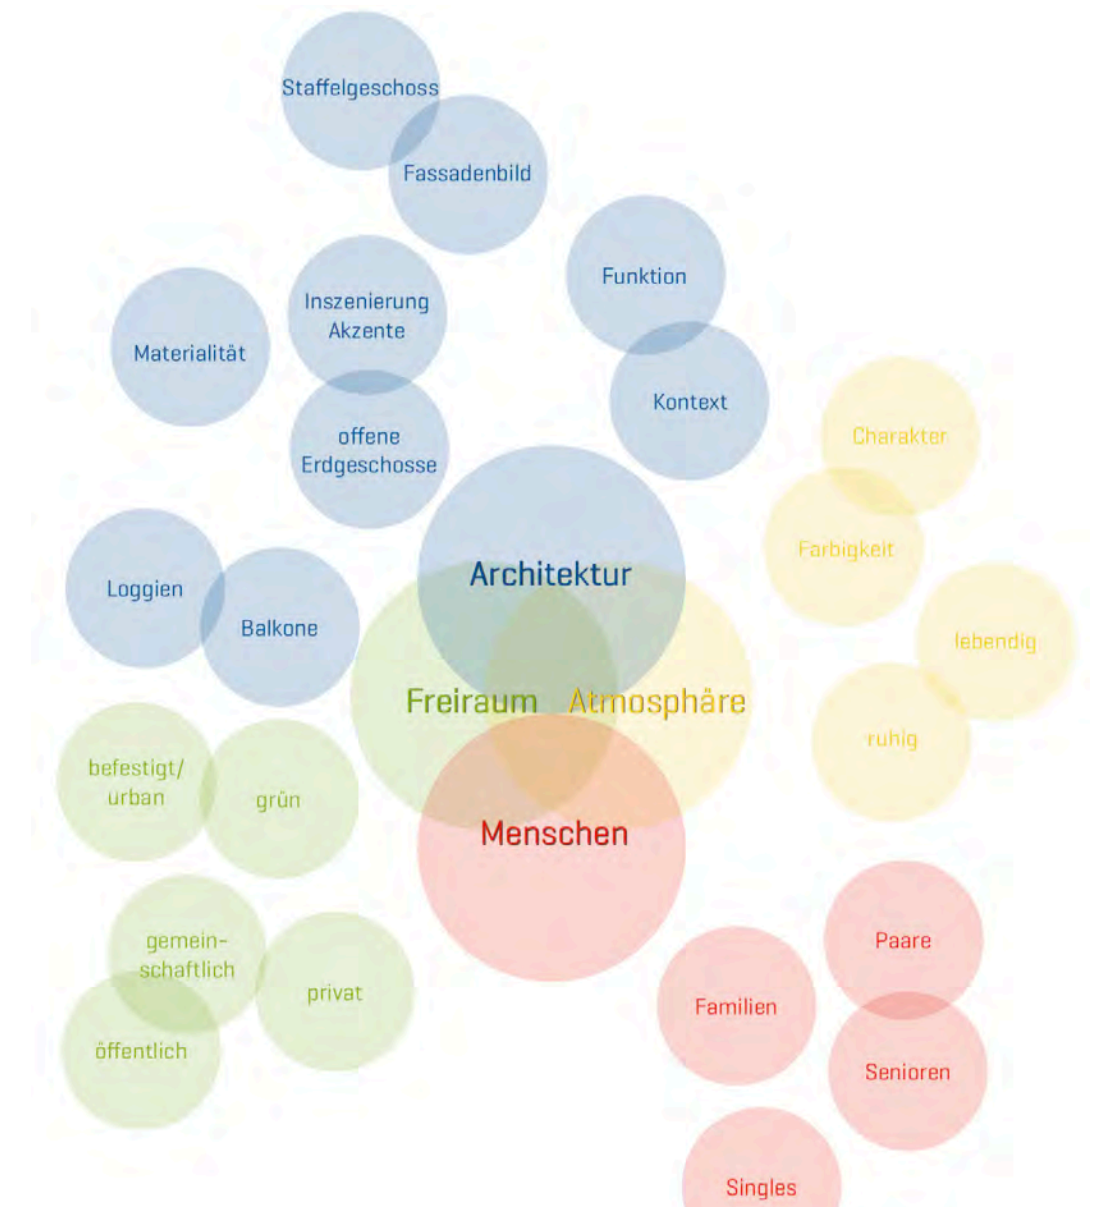 Staffelgeschoss
Fassadenbild
Funktion
Inszenierung
Akzente
Materialität
Kontext
offene
Erdgeschosse
Charakter
Farbigkeit
Architektur
Loggien
Balkone
lebendig
Freiraum
Atmosphäre
ruhig
befestigt/
urban
grün
Menschen
gemein-
schaftlich
privat
öffentlich
Paare
Familien
Senioren
Singles